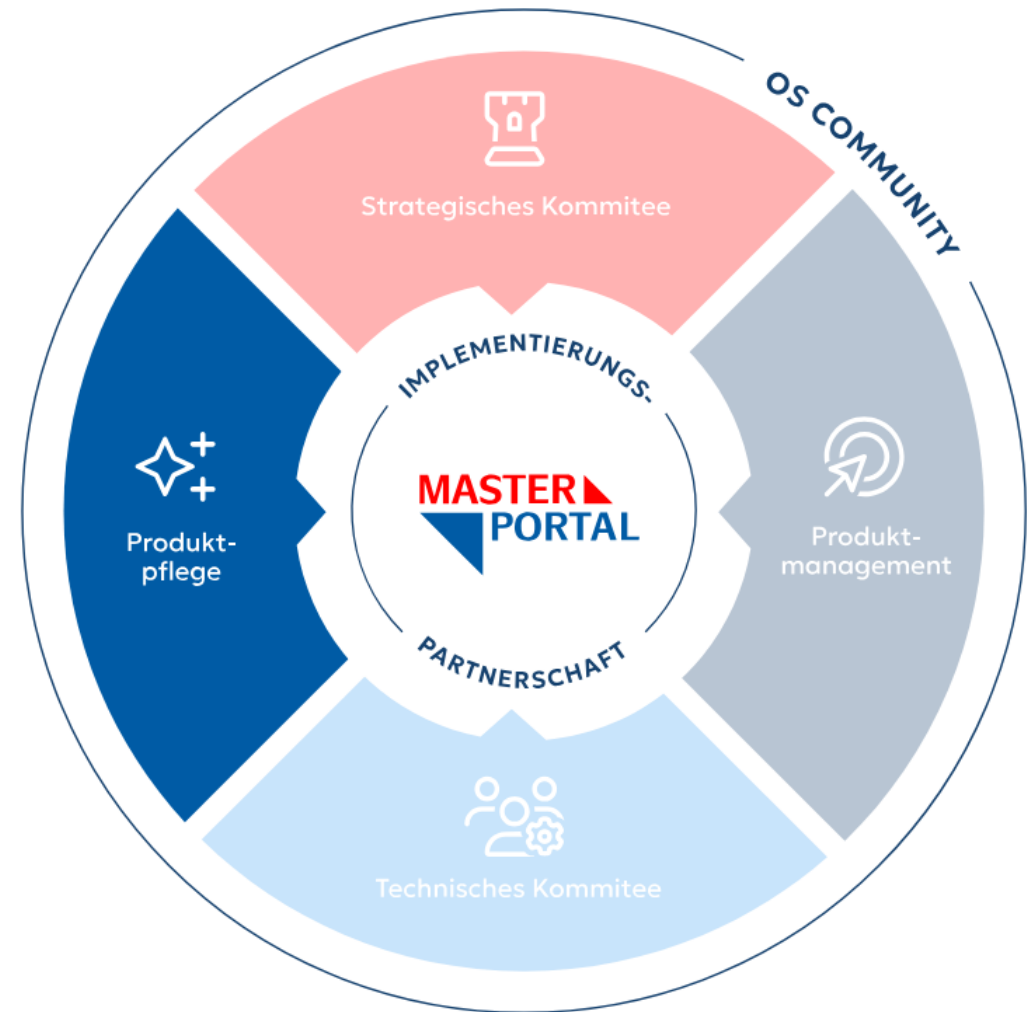 OS COMMUNITY
Strategisches Kommitee
IMPLEMENTIERUNGS-
MASTER
PORTAL
Produkt-
pflege
Produkt-
management
PARTNERSCHAFT
Technisches Kommitee